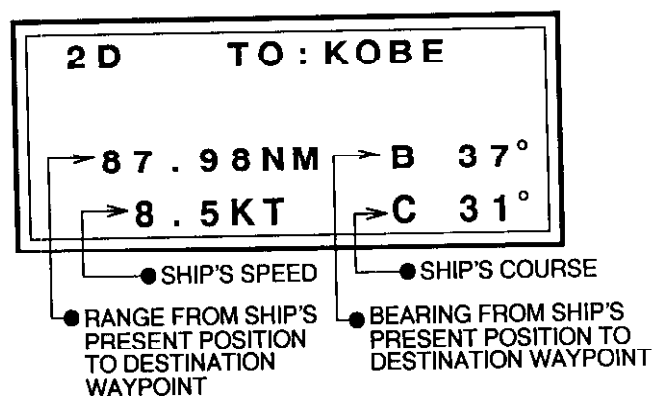 2D TO:KOBE
87.98NM B 37°
8.5KT C 31°
SHIP'S SPEED
SHIP'S COURSE
RANGE FROM SHIP'S
PRESENT POSITION
TO DESTINATION
WAYPOINT
BEARING FROM SHIP'S
PRESENT POSITION TO
DESTINATION WAYPOINT